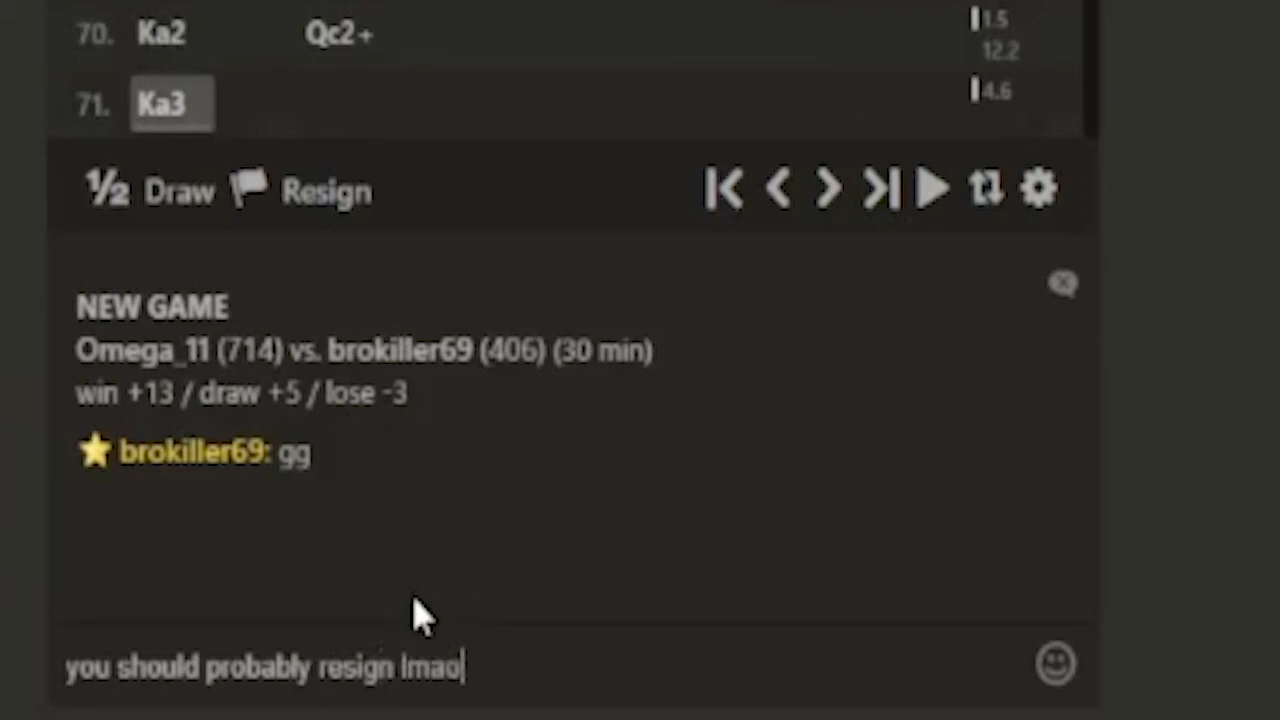 70. Ka2 Qc2+ 1.5
12.2
71. Ka3 4.6
½ Draw Resign
NEW GAME
Omega_11 (714) vs. brokiller69 (406) (30 min)
win +13 / draw +5 / lose -3
brokiller69: gg
you should probably resign lmao